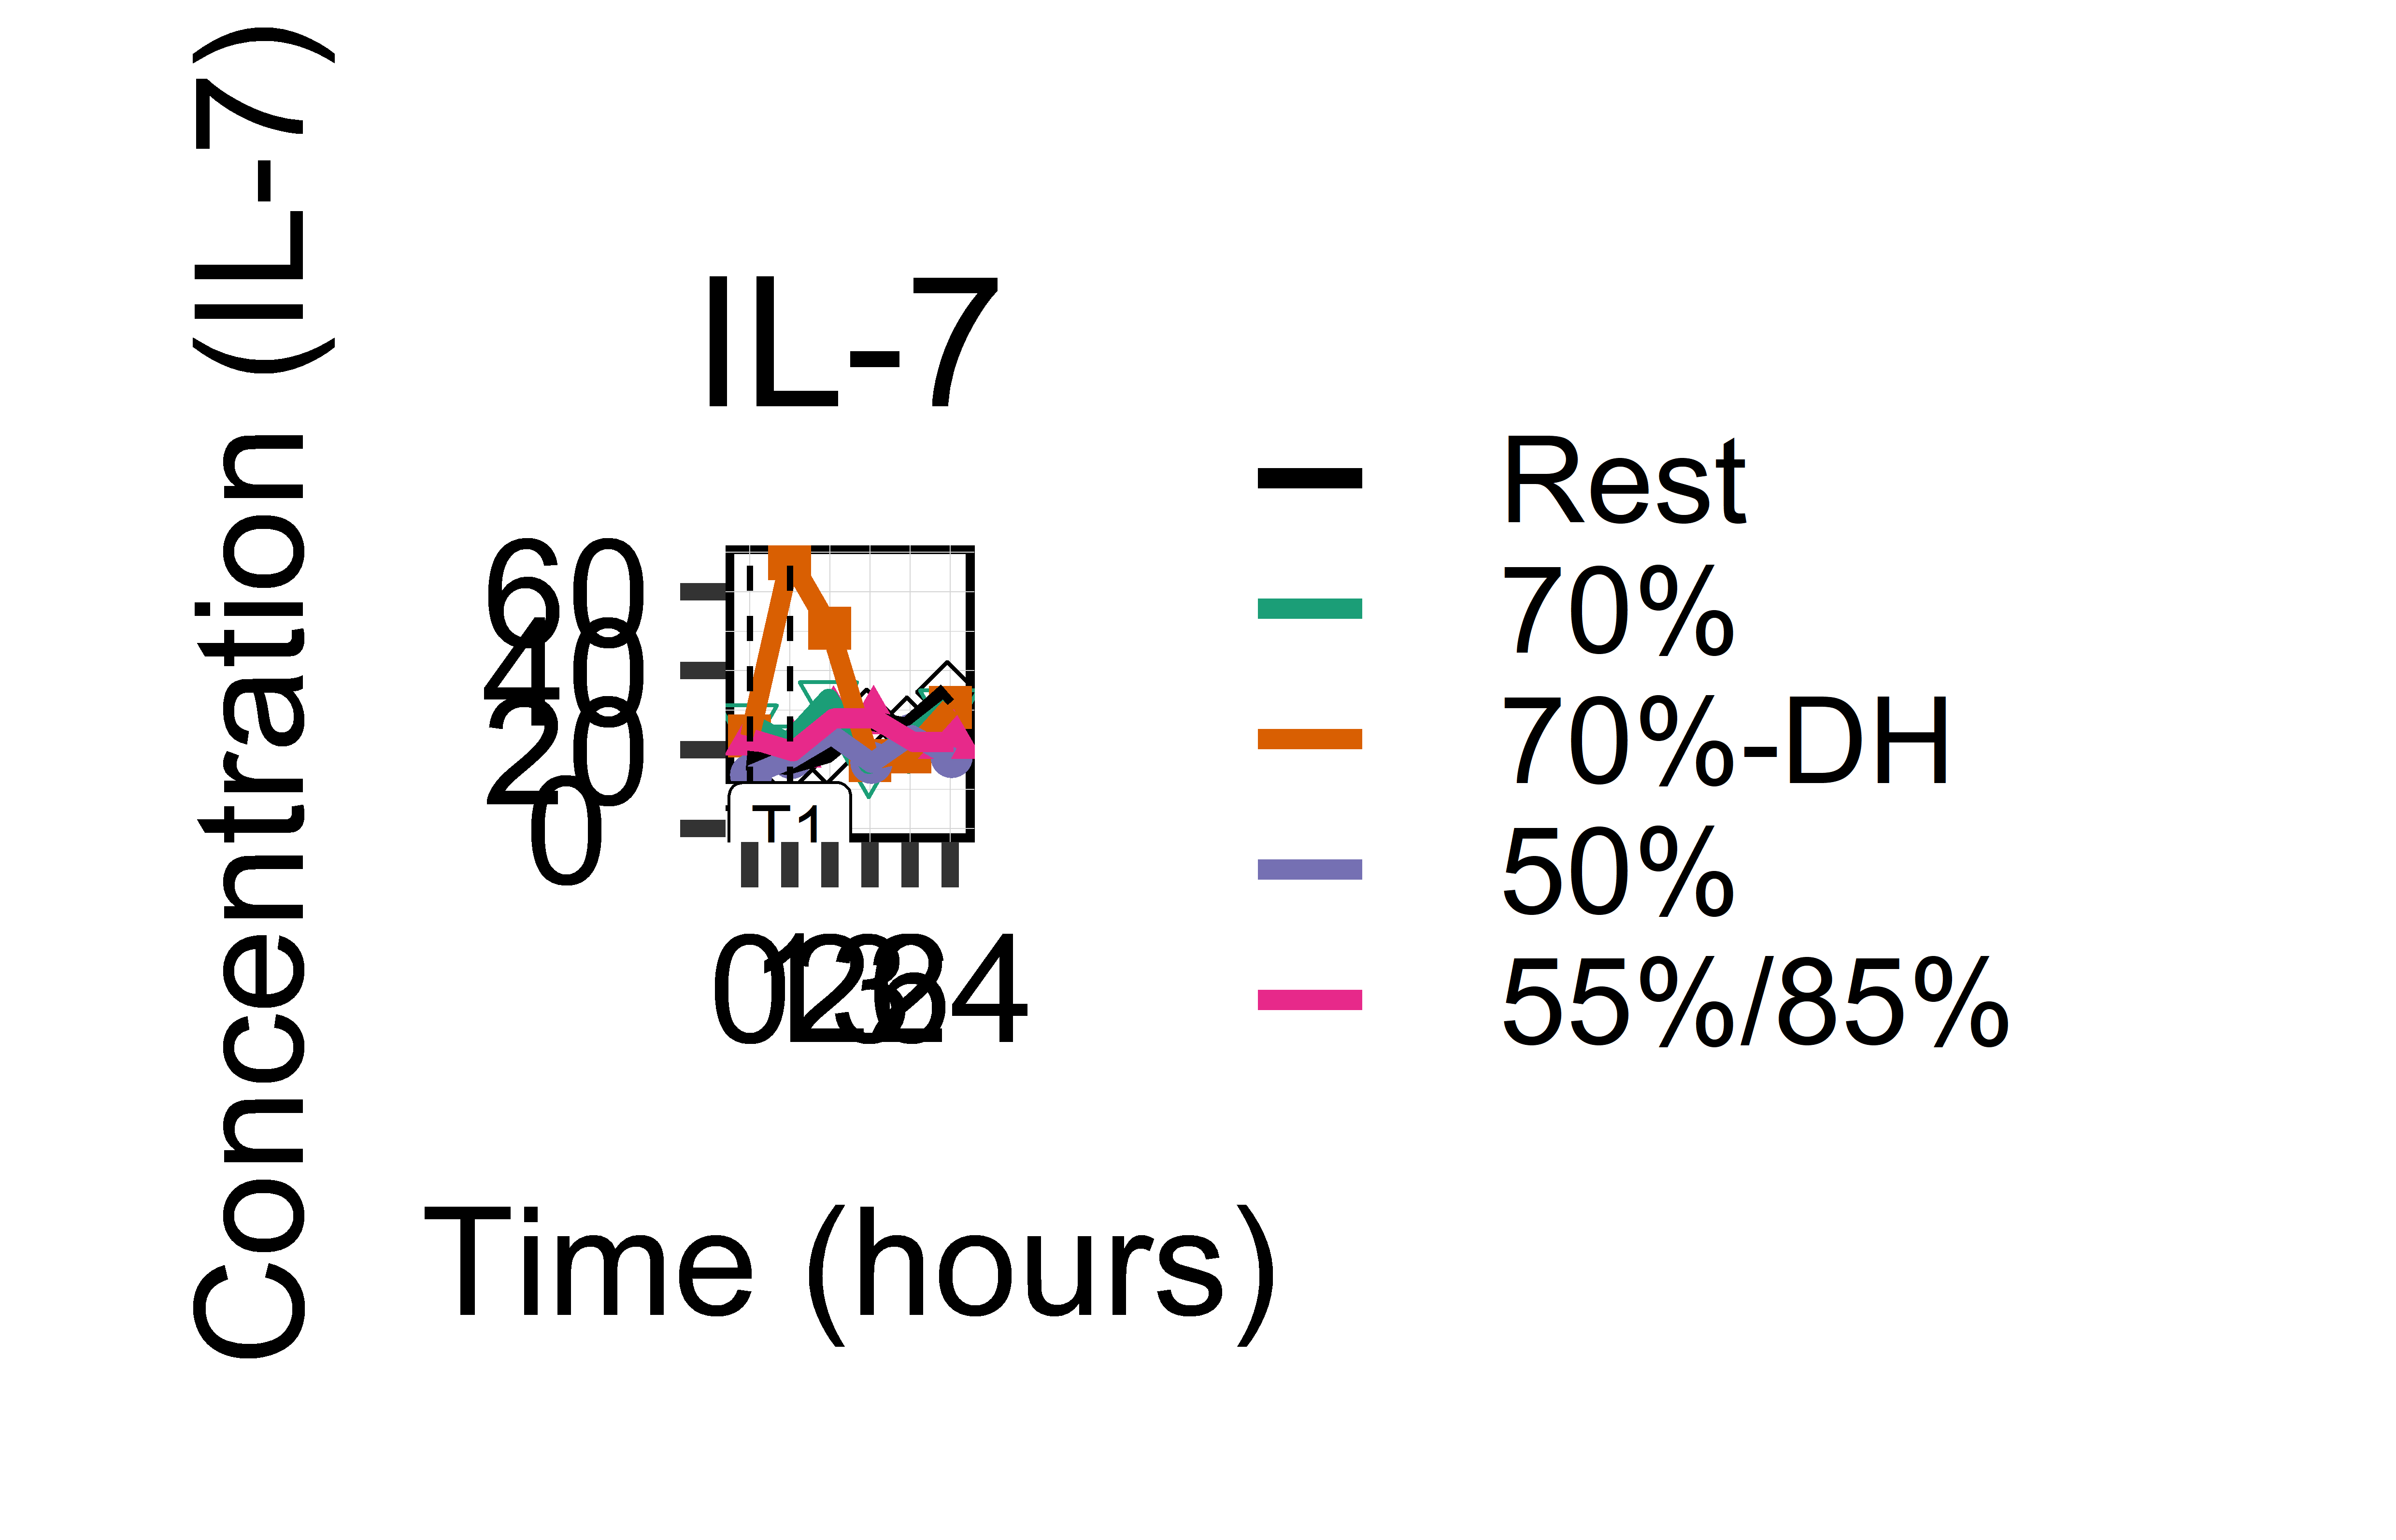 IL-7
Concentration (IL-7)
60
40
20
0
T1
0
Time (hours)
Rest
70%
70%-DH
50%
55%/85%